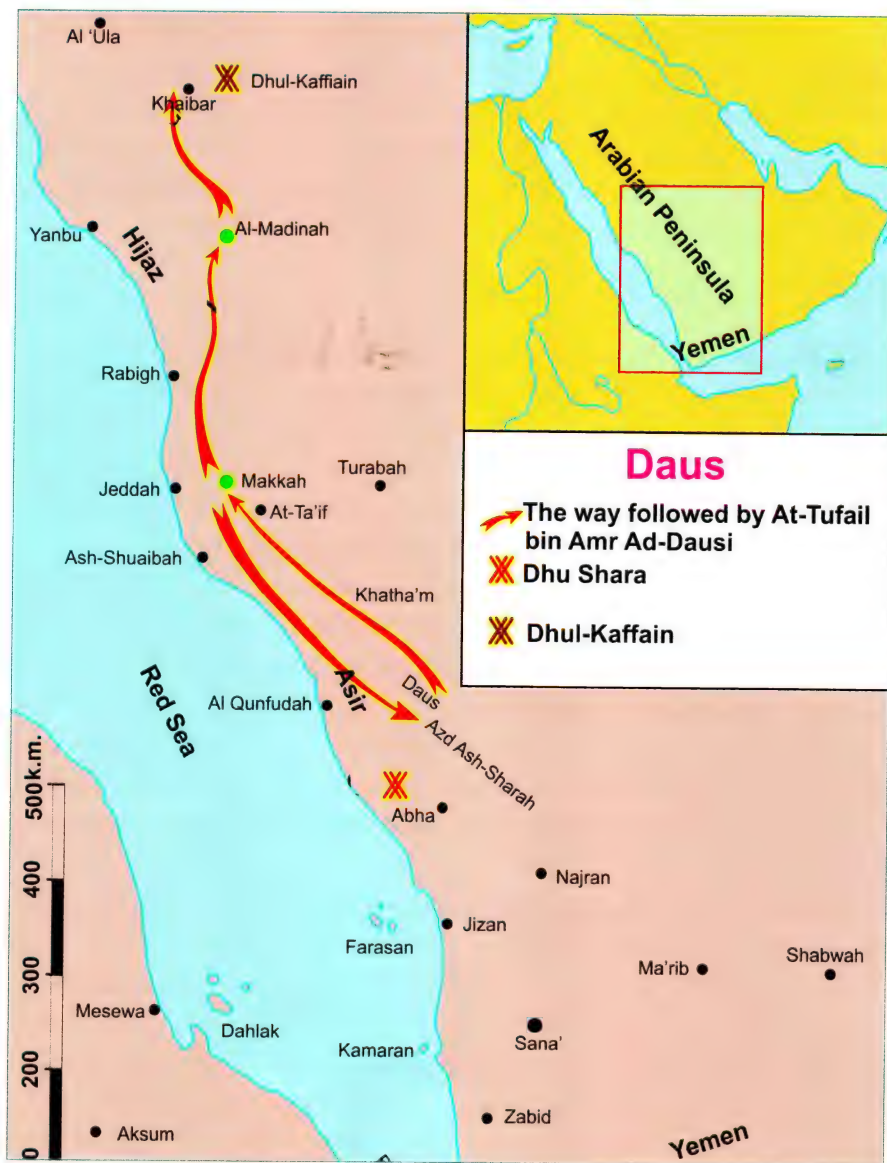 Al ‘Ula
Dhul-Kaffiain
Khaibar
Al-Madinah
Yanbu
Hijaz
Rabigh
Makkah
Turabah
Jeddah
At-Ta’if
Ash-Shuaibah
Khatha’m
Daus
Asir
Al Qunfudah
Azd Ash-Sharah
Red Sea
Abha
Najran
Jizan
Farasan
Ma’rib
Shabwah
Mesewa
Dahlak
Sana’
Kamaran
Zabid
Aksum
Yemen
500k.m.
400
300
200
0
Arabian Peninsula
Yemen
Daus
The way followed by At-Tufail
bin Amr Ad-Dausi
Dhu Shara
Dhul-Kaffain